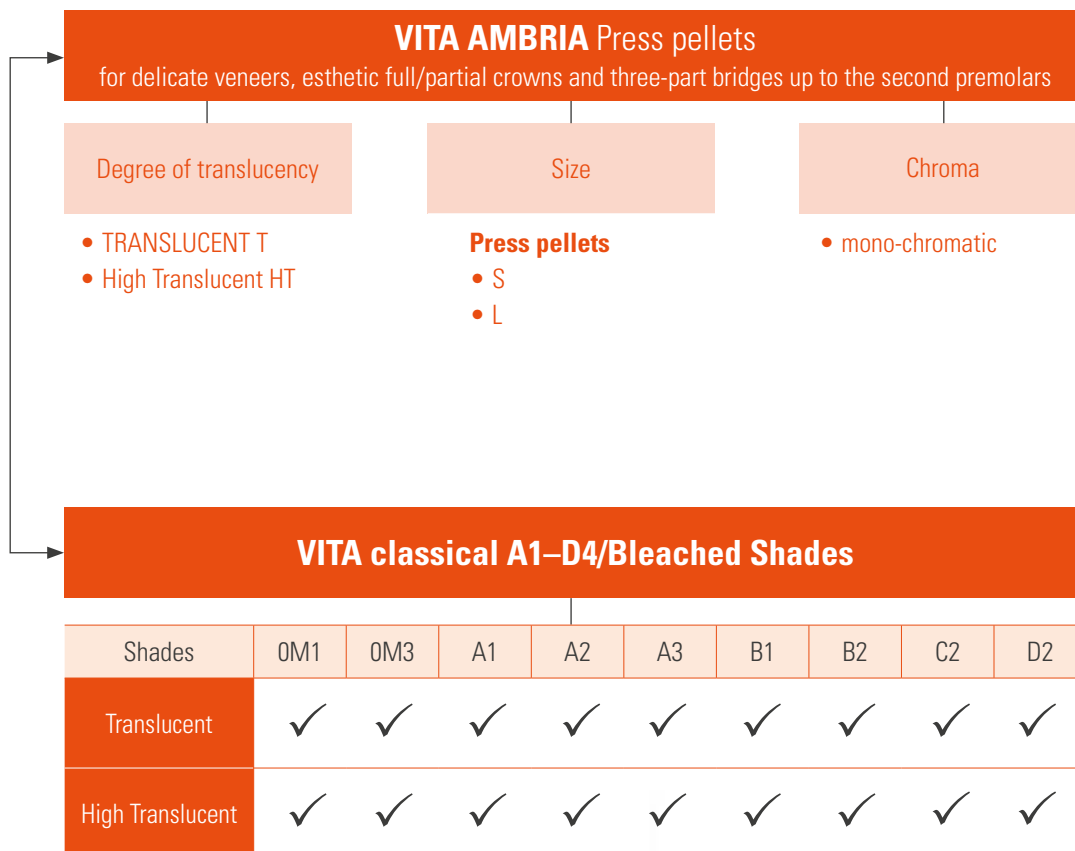 VITA AMBRIA Press pellets
for delicate veneers, esthetic full/partial crowns and three-part bridges up to the second premolars
Degree of translucency
• TRANSLUCENT T
• High Translucent HT
Size
Press pellets
• S
• L
Chroma
• mono-chromatic
VITA classical A1–D4/Bleached Shades
Shades 0M1 0M3 A1 A2 A3 B1 B2 C2 D2
Translucent ✓ ✓ ✓ ✓ ✓ ✓ ✓ ✓ ✓
High Translucent ✓ ✓ ✓ ✓ ✓ ✓ ✓ ✓ ✓